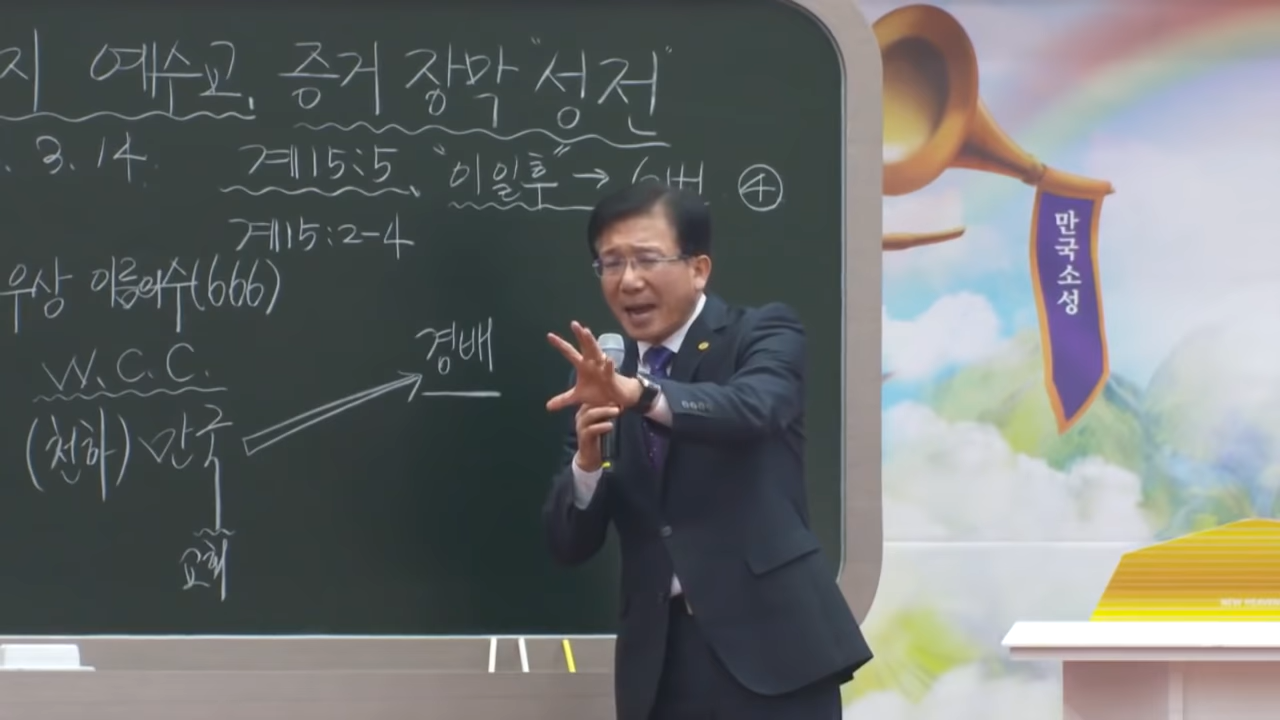 지 예수교 증거장막 "성전"
. 3. 14. 계15:5, "이일후" → ④
계15:2-4
우상 이름의수(666)
W.C.C. 경배
(천하) 만국
교회
만국소성